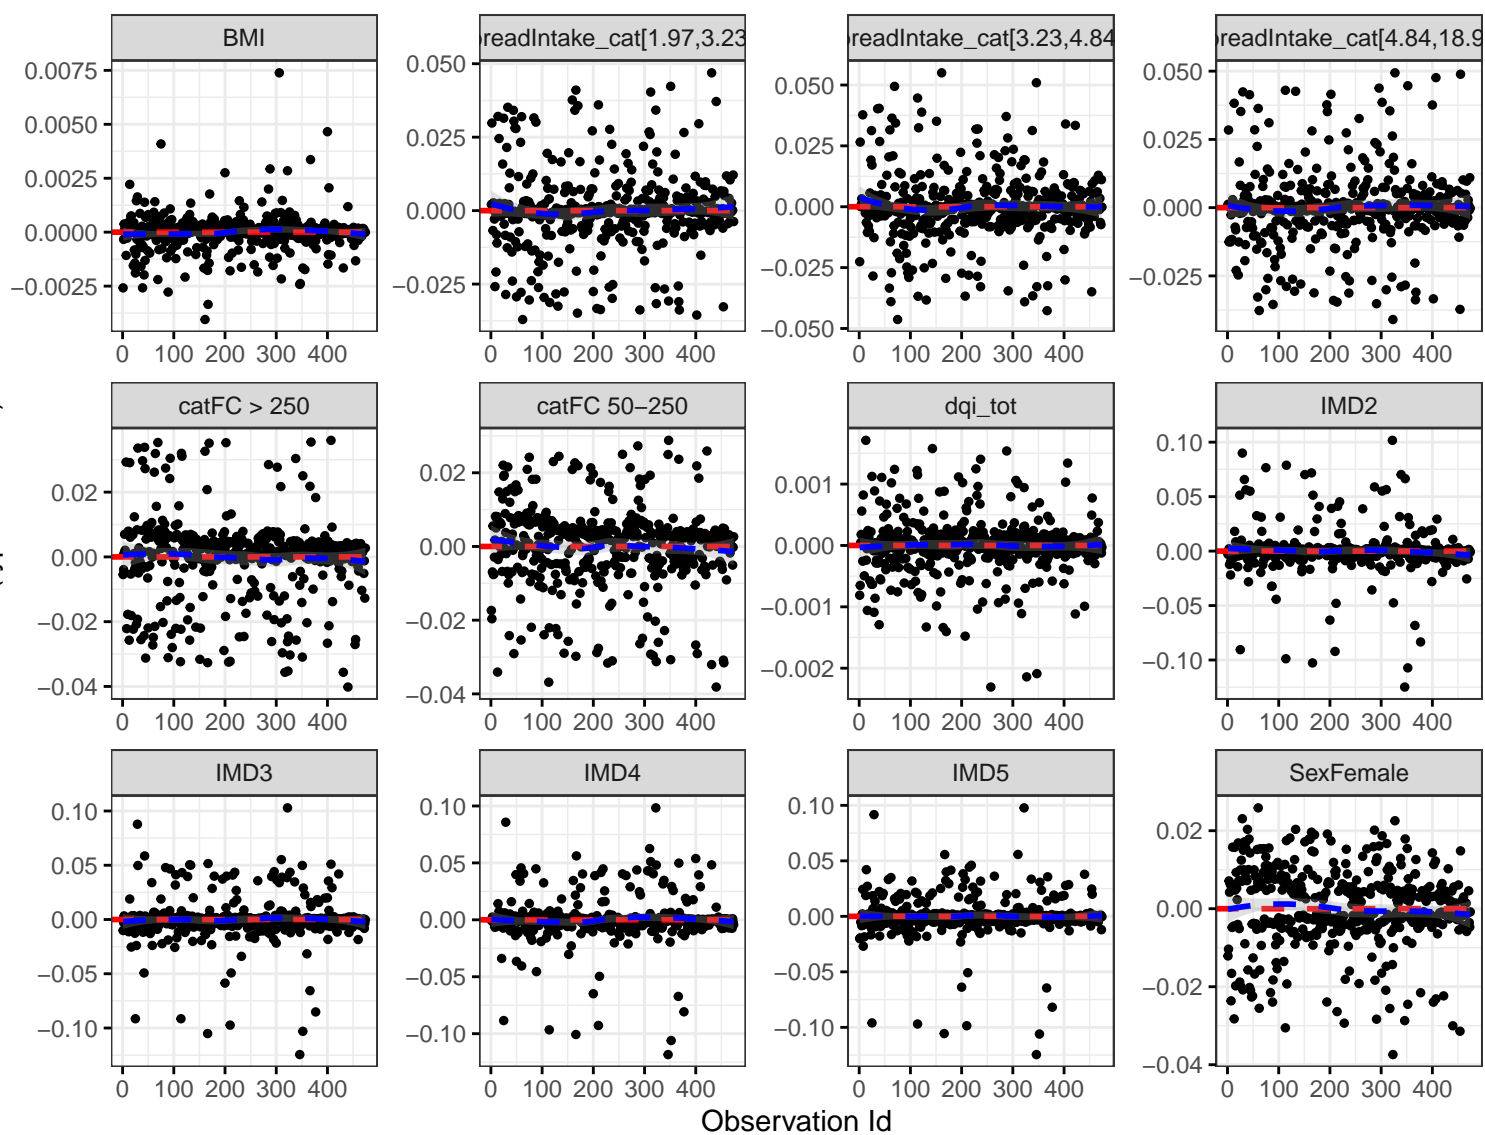 BMI
readIntake_cat[1.97,3.23
readIntake_cat[3.23,4.84
readIntake_cat[4.84,18.9
0.0075
0.0050
0.0025
0.0000
−0.0025
0.050
0.025
0.000
−0.025
0.050
0.025
0.000
−0.025
−0.050
0.050
0.025
0.000
−0.025
0 100 200 300 400
0 100 200 300 400
0 100 200 300 400
0 100 200 300 400
catFC > 250
catFC 50−250
dqi_tot
IMD2
0.02
0.00
−0.02
−0.04
0.02
0.00
−0.02
−0.04
0.001
0.000
−0.001
−0.002
0.10
0.05
0.00
−0.05
−0.10
0 100 200 300 400
0 100 200 300 400
0 100 200 300 400
0 100 200 300 400
IMD3
IMD4
IMD5
SexFemale
0.10
0.05
0.00
−0.05
−0.10
0.10
0.05
0.00
−0.05
−0.10
0.10
0.05
0.00
−0.05
−0.10
0.02
0.00
−0.02
−0.04
0 100 200 300 400
0 100 200 300 400
0 100 200 300 400
0 100 200 300 400
Observation Id